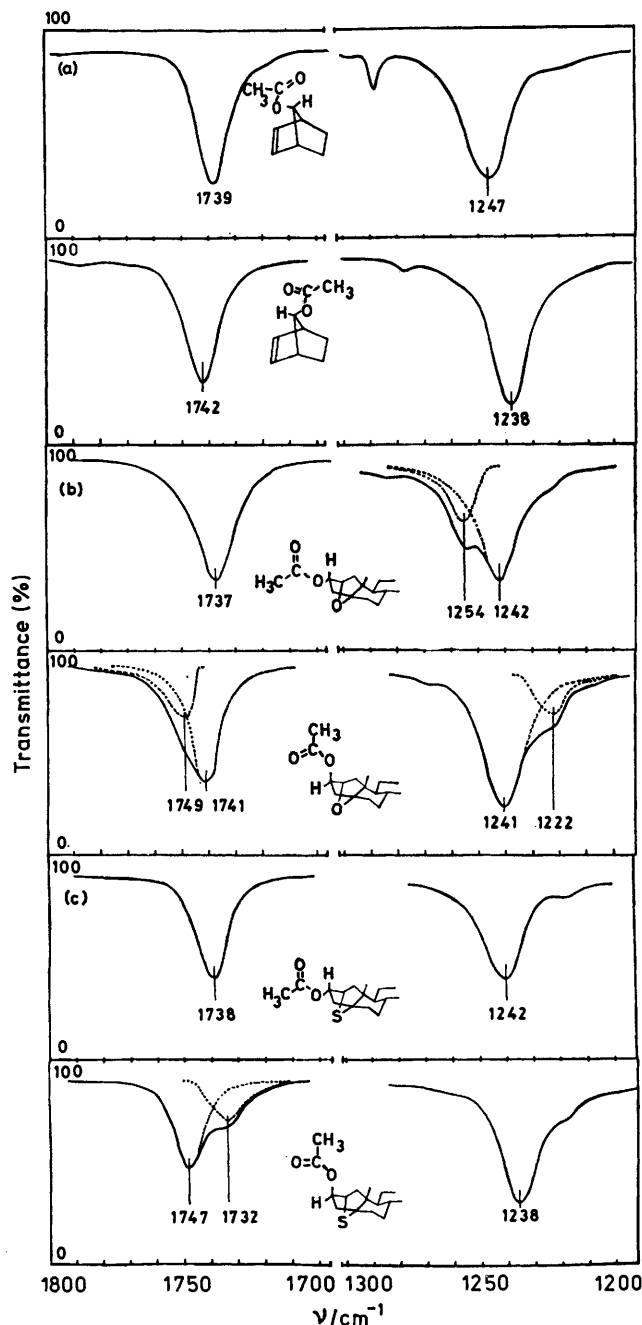 100
(a)
CH3 C O
O H
0
1739
1247
100
O C CH3
H O
0
1742
1238
100
(b)
O H
H3C C O
O
0
1737
1254 1242
100
CH3
O C O
H
O
0.
1749 1741
1241 1222
100
(c)
O H
H3C C O
S
0
1738
1242
100
CH3
O C O
H
S
0
1747 1732
1238
Transmittance (%)
1800 1750 1700 1300 1250 1200
ν/cm-1